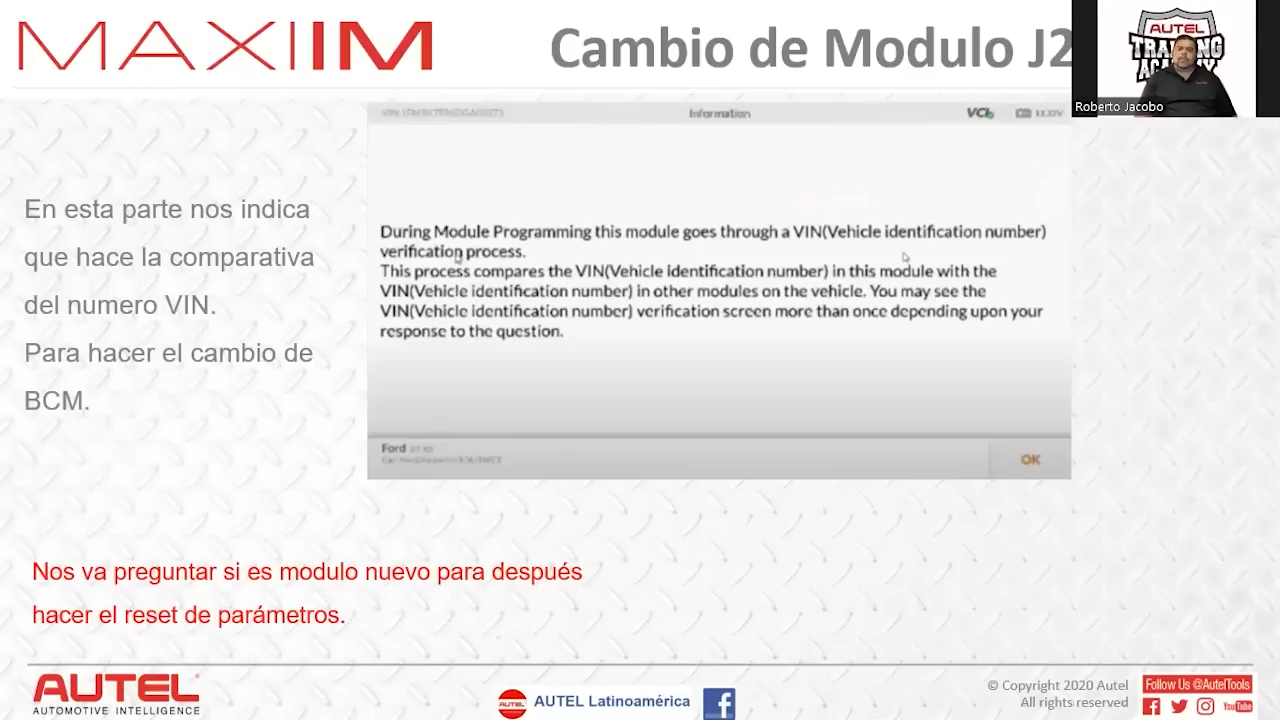 MAXIIM
Cambio de Modulo J2
AUTEL
TRAINING
ACADEMY
Roberto Jacobo
Information
VCI
En esta parte nos indica
que hace la comparativa
del numero VIN.
Para hacer el cambio de
BCM.
During Module Programming this module goes through a VIN(Vehicle identification number)
verification process.
This process compares the VIN(Vehicle identification number) in this module with the
VIN(Vehicle identification number) in other modules on the vehicle. You may see the
VIN(Vehicle identification number) verification screen more than once depending upon your
response to the question.
Ford
OK
Nos va preguntar si es modulo nuevo para después
hacer el reset de parámetros.
AUTEL
AUTOMOTIVE INTELLIGENCE
AUTEL
AUTEL Latinoamérica
© Copyright 2020 Autel
All rights reserved
Follow Us @AutelTools
YouTube